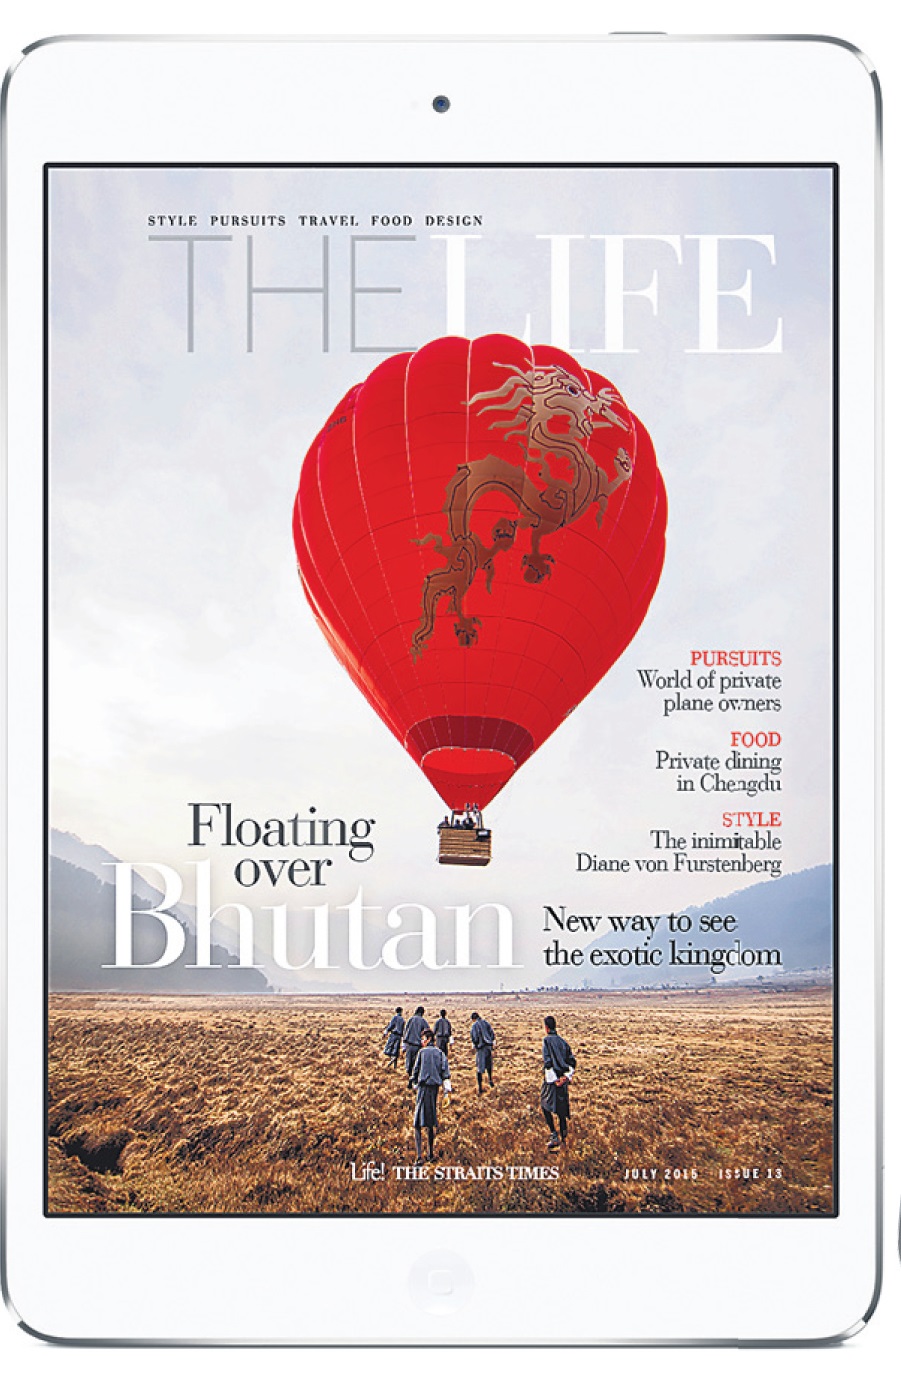 STYLE PURSUITS TRAVEL FOOD DESIGN
THE LIFE
PURSUITS
World of private
plane owners
FOOD
Private dining
in Chengdu
STYLE
The inimitable
Diane von Furstenberg
Floating
over
Bhutan
New way to see
the exotic kingdom
Life! THE STRAITS TIMES
JULY 2015 ISSUE 13